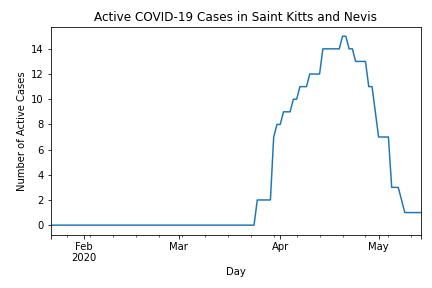 Active COVID-19 Cases in Saint Kitts and Nevis
Number of Active Cases
14
12
10
8
6
4
2
0
Feb
2020
Mar
Apr
May
Day